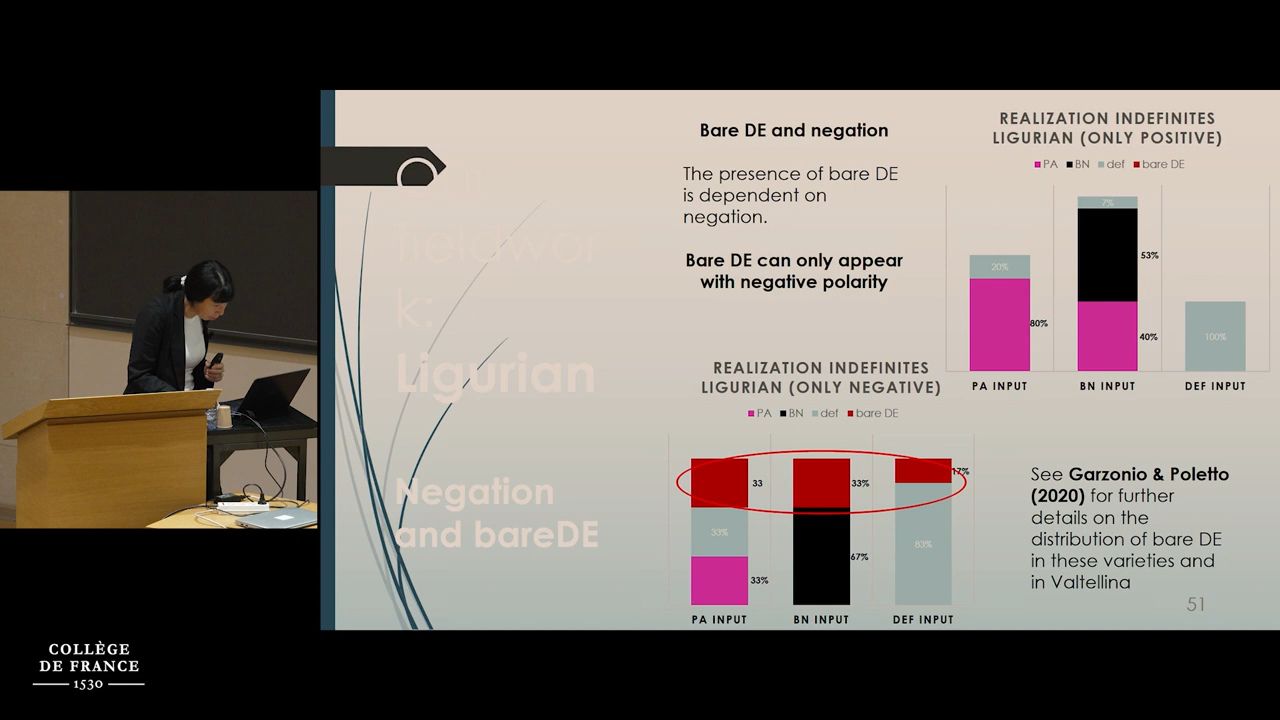 fieldwor
k:
Ligurian
Negation
and bareDE
Bare DE and negation
The presence of bare DE
is dependent on
negation.
Bare DE can only appear
with negative polarity
REALIZATION INDEFINITES
LIGURIAN (ONLY POSITIVE)
PA BN def bare DE
7%
20%
53%
80%
40%
100%
PA INPUT BN INPUT DEF INPUT
REALIZATION INDEFINITES
LIGURIAN (ONLY NEGATIVE)
PA BN def bare DE
17%
33
33%
33%
67%
83%
33%
PA INPUT BN INPUT DEF INPUT
See Garzonio & Poletto
(2020) for further
details on the
distribution of bare DE
in these varieties and
in Valtellina
51
COLLÈGE
DE FRANCE
1530